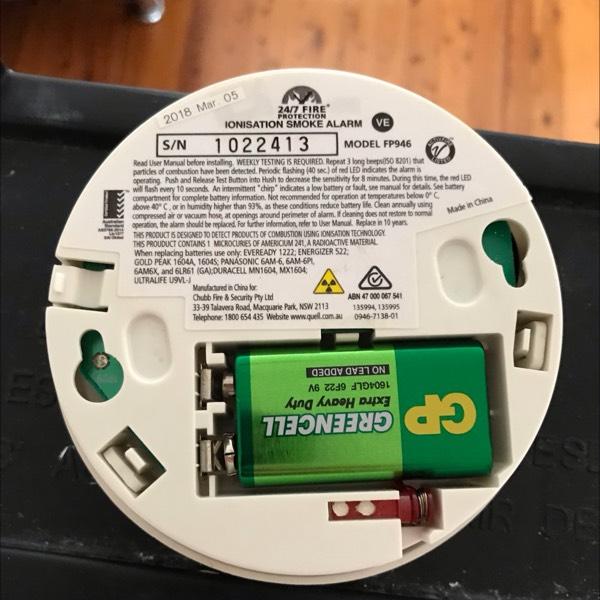 2018 Mar. 05
24/7 FIRE
PROTECTION
IONISATION SMOKE ALARM VE
S/N 1022413 MODEL FP946
Read User Manual before installing. WEEKLY TESTING IS REQUIRED. Repeat 3 long beeps(ISO 8201) that
particles of combustion have been detected. Periodic flashing (40 sec.) of red LED indicates the alarm is
operating. Push and Release Test Button into Hush to decrease the sensitivity for 8 minutes. During this time, the red LED
will flash every 10 seconds. An intermittent "chip" indicates a low battery or fault, see manual for details. See battery
compartment for complete battery information. Not recommended for operation at temperatures below 0° C,
above 40° C, or in humidity higher than 93%, as these conditions reduce battery life. Clean annually using
compressed air or vacuum hose, at openings around perimeter of alarm. If cleaning does not restore to normal
operation, the alarm should be replaced. For further information, refer to User Manual. Replace in 10 years.
Made in China
THIS PRODUCT IS DESIGNED TO DETECT PRODUCTS OF COMBUSTION USING IONISATION TECHNOLOGY.
THIS PRODUCT CONTAINS 1 MICROCURIES OF AMERICIUM 241, A RADIOACTIVE MATERIAL.
When replacing batteries use only: EVEREADY 1222; ENERGIZER 522;
GOLD PEAK 1604A, 1604S; PANASONIC 6AM-6, 6AM-6PI,
6AM6X, and 6LR61 (GA);DURACELL MN1604, MX1604;
ULTRALIFE U9VL-J
Manufactured in China for:
Chubb Fire & Security Pty Ltd
33-39 Talavera Road, Macquarie Park, NSW 2113
Telephone: 1800 654 435 Website www.quell.com.au
ABN 47 000 067 541
135994, 135995
0946-7138-01
GP
GREENCELL
Extra Heavy Duty
1604GLF 6F22 9V
NO LEAD ADDED